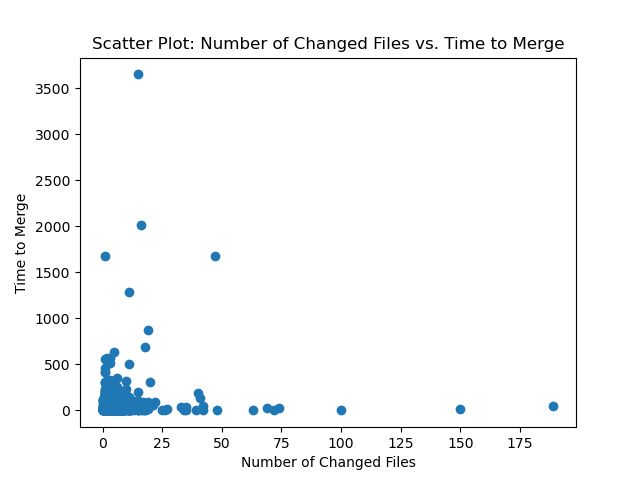 Scatter Plot: Number of Changed Files vs. Time to Merge
3500
3000
2500
2000
1500
1000
500
0
Time to Merge
0 25 50 75 100 125 150 175
Number of Changed Files